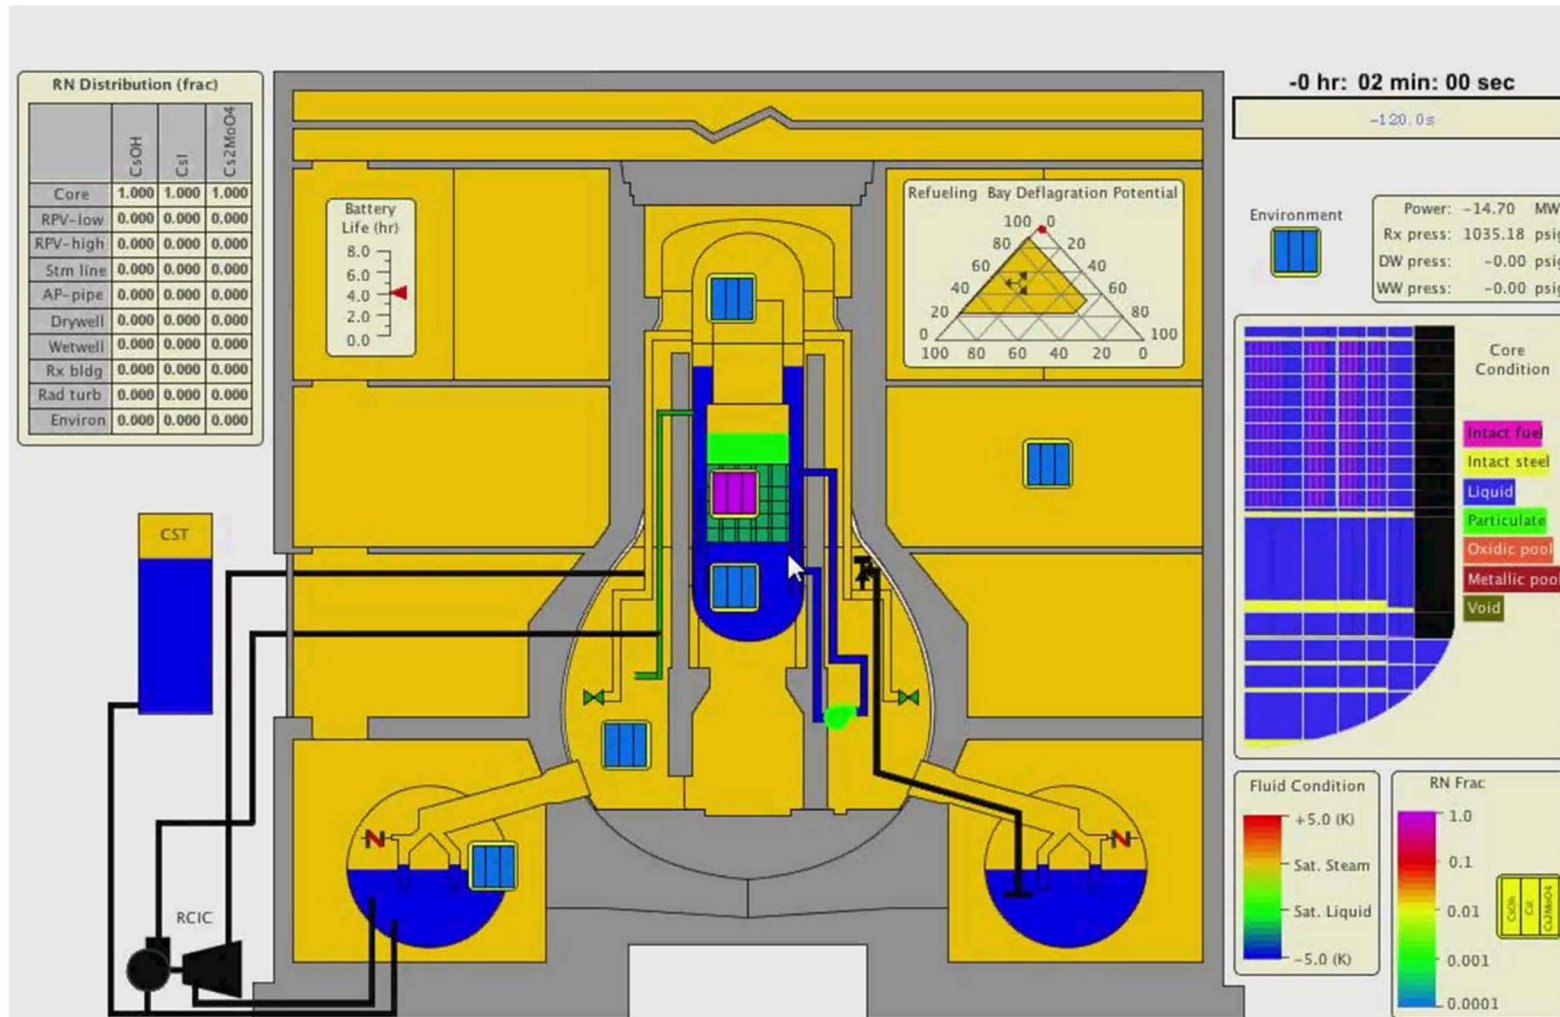 RN Distribution (frac)
CsOH CsI Cs2MoO4
Core 1.000 1.000 1.000
RPV-low 0.000 0.000 0.000
RPV-high 0.000 0.000 0.000
Stm line 0.000 0.000 0.000
AP-pipe 0.000 0.000 0.000
Drywell 0.000 0.000 0.000
Wetwell 0.000 0.000 0.000
Rx bldg 0.000 0.000 0.000
Rad turb 0.000 0.000 0.000
Environ 0.000 0.000 0.000
Battery
Life (hr)
8.0
6.0
4.0
2.0
0.0
Refueling Bay Deflagration Potential
100 0
80 20
60 40
40 60
20 80
0 100
100 80 60 40 20 0
-0 hr: 02 min: 00 sec
-120.0s
Environment
Power: -14.70 MW
Rx press: 1035.18 psig
DW press: -0.00 psig
WW press: -0.00 psig
Core
Condition
Intact fuel
Intact steel
Liquid
Particulate
Oxidic pool
Metallic pool
Void
CST
RCIC
N
N
Fluid Condition
+5.0 (K)
Sat. Steam
Sat. Liquid
-5.0 (K)
RN Frac
1.0
0.1
0.01
0.001
0.0001
CsOh
CsI
Cs2MoO4